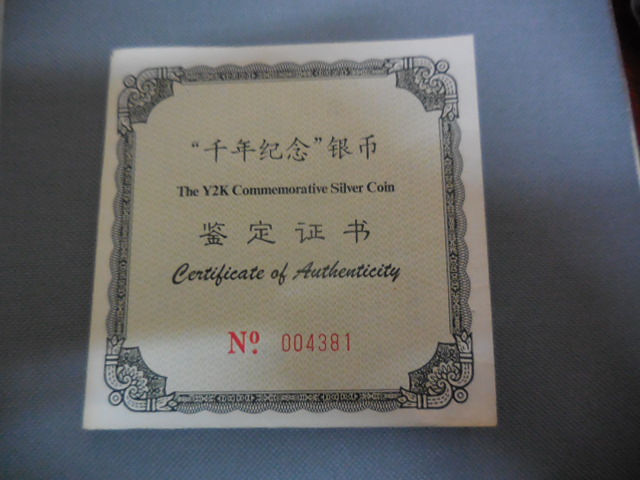 “千年纪念”银币
The Y2K Commemorative Silver Coin
鉴定证书
Certificate of Authenticity
Nº. 004381